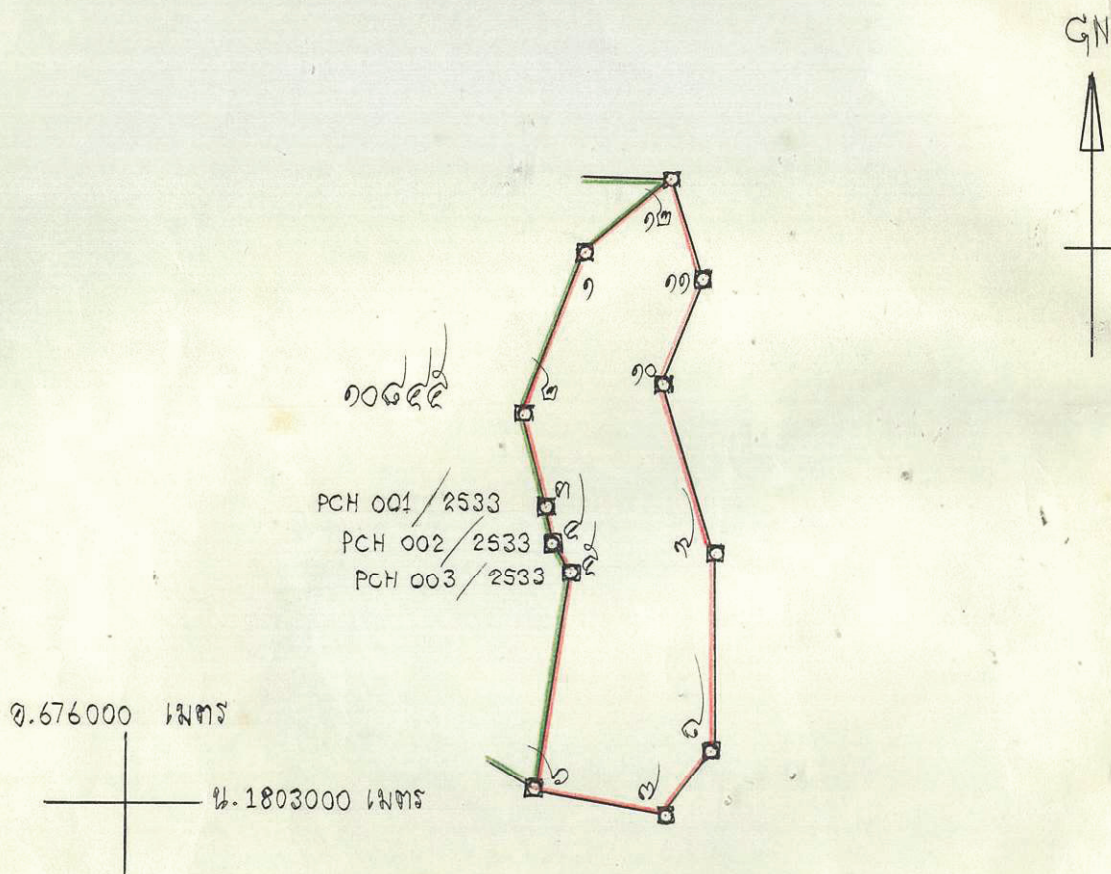 GN
๑๒
๑
๑๑
๒
๑๐
๑๐๘๔๕
๓
PCH 001/2533
๔
PCH 002/2533
๕
PCH 003/2533
๙
อ.676000 เมตร
๘
๖
๗
น.1803000 เมตร